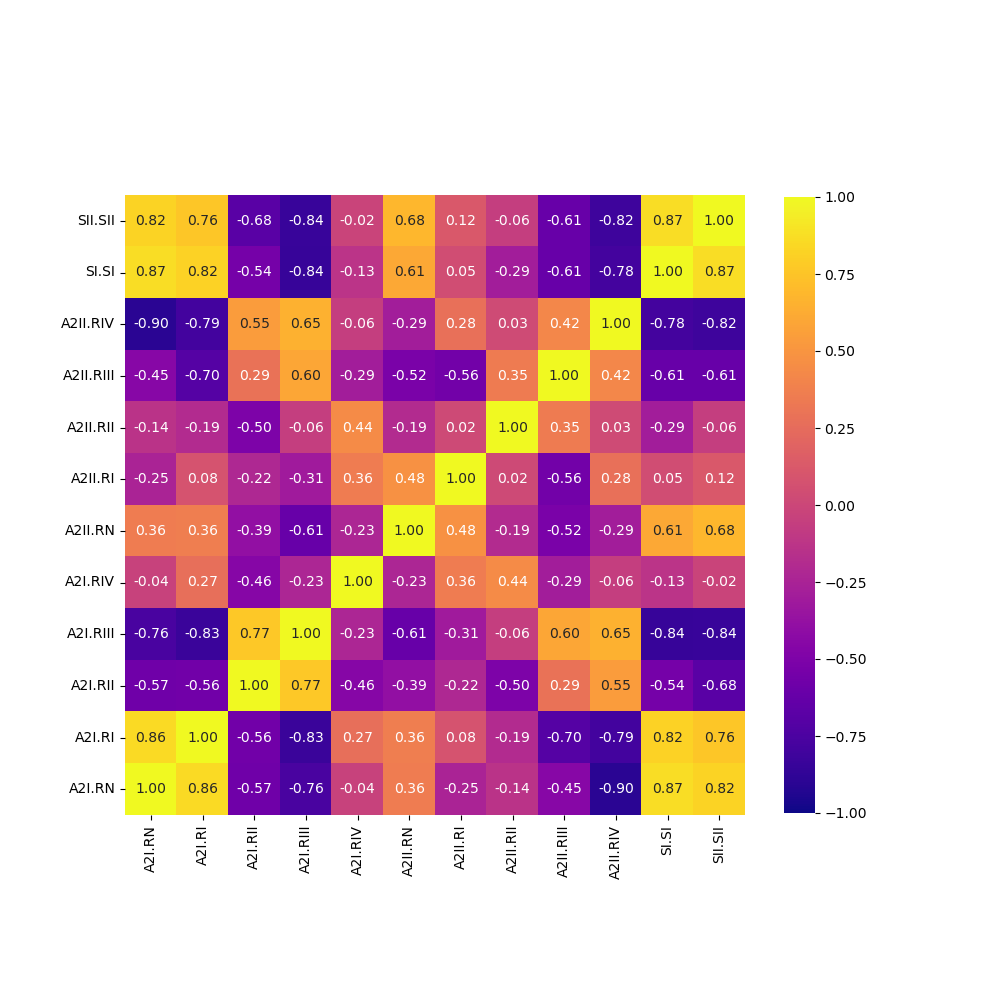 SII.SII 0.82 0.76 -0.68 -0.84 -0.02 0.68 0.12 -0.06 -0.61 -0.82 0.87 1.00
SI.SI 0.87 0.82 -0.54 -0.84 -0.13 0.61 0.05 -0.29 -0.61 -0.78 1.00 0.87
A2II.RIV -0.90 -0.79 0.55 0.65 -0.06 -0.29 0.28 0.03 0.42 1.00 -0.78 -0.82
A2II.RIII -0.45 -0.70 0.29 0.60 -0.29 -0.52 -0.56 0.35 1.00 0.42 -0.61 -0.61
A2II.RII -0.14 -0.19 -0.50 -0.06 0.44 -0.19 0.02 1.00 0.35 0.03 -0.29 -0.06
A2II.RI -0.25 0.08 -0.22 -0.31 0.36 0.48 1.00 0.02 -0.56 0.28 0.05 0.12
A2II.RN 0.36 0.36 -0.39 -0.61 -0.23 1.00 0.48 -0.19 -0.52 -0.29 0.61 0.68
A2I.RIV -0.04 0.27 -0.46 -0.23 1.00 -0.23 0.36 0.44 -0.29 -0.06 -0.13 -0.02
A2I.RIII -0.76 -0.83 0.77 1.00 -0.23 -0.61 -0.31 -0.06 0.60 0.65 -0.84 -0.84
A2I.RII -0.57 -0.56 1.00 0.77 -0.46 -0.39 -0.22 -0.50 0.29 0.55 -0.54 -0.68
A2I.RI 0.86 1.00 -0.56 -0.83 0.27 0.36 0.08 -0.19 -0.70 -0.79 0.82 0.76
A2I.RN 1.00 0.86 -0.57 -0.76 -0.04 0.36 -0.25 -0.14 -0.45 -0.90 0.87 0.82
A2I.RN A2I.RI A2I.RII A2I.RIII A2I.RIV A2II.RN A2II.RI A2II.RII A2II.RIII A2II.RIV SI.SI SII.SII
1.00
0.75
0.50
0.25
0.00
−0.25
−0.50
−0.75
−1.00